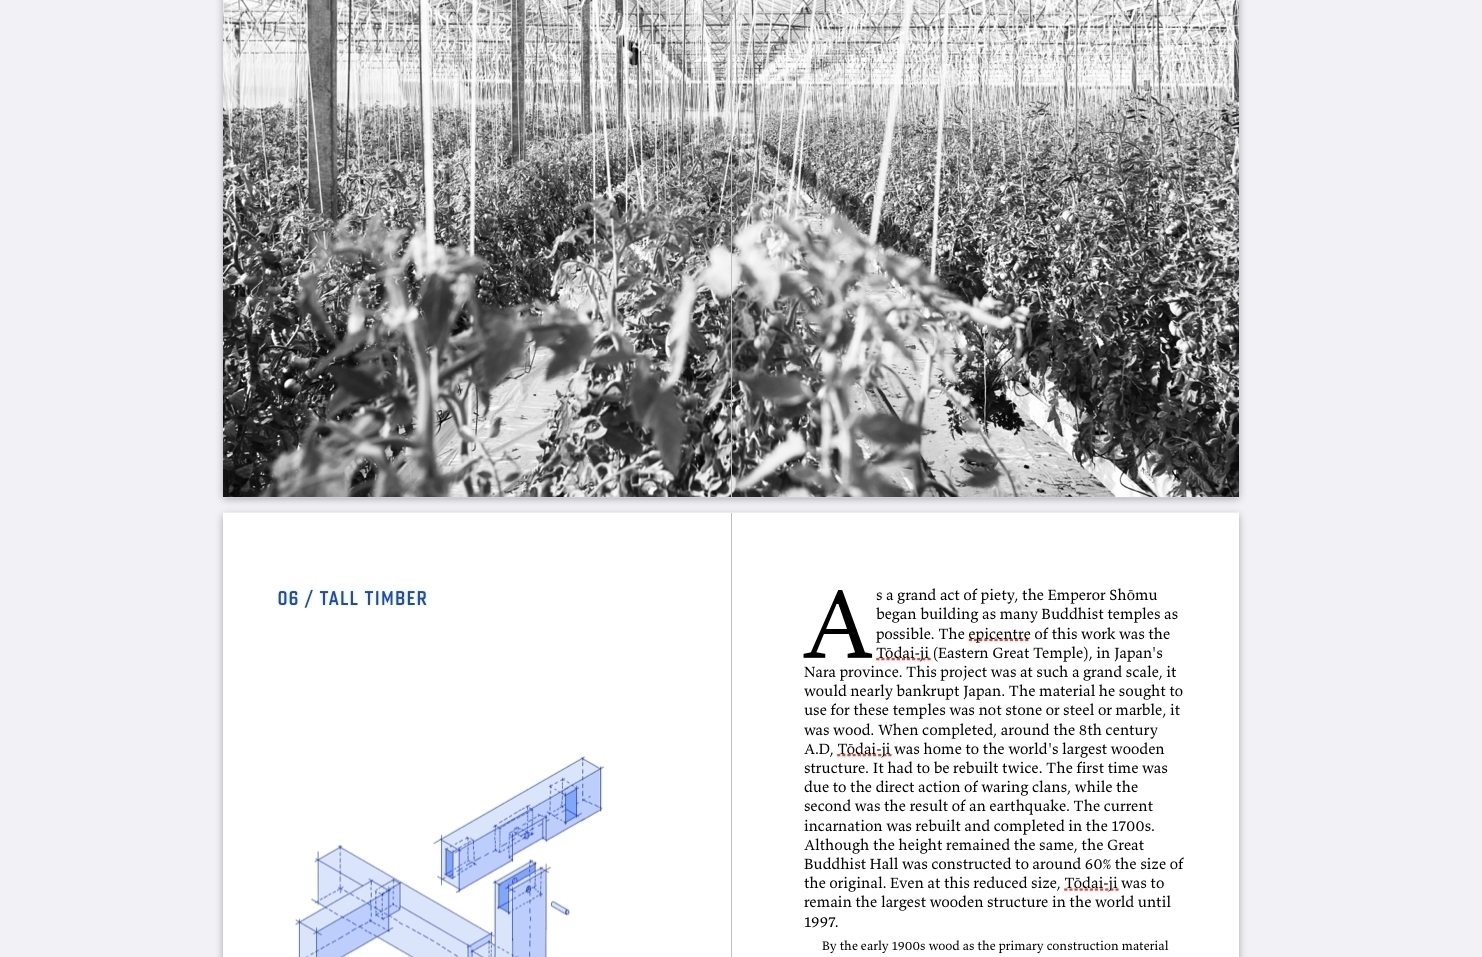 06 / TALL TIMBER
As a grand act of piety, the Emperor Shōmu
began building as many Buddhist temples as
possible. The epicentre of this work was the
Tōdai-ji (Eastern Great Temple), in Japan's
Nara province. This project was at such a grand scale, it
would nearly bankrupt Japan. The material he sought to
use for these temples was not stone or steel or marble, it
was wood. When completed, around the 8th century
A.D, Tōdai-ji was home to the world's largest wooden
structure. It had to be rebuilt twice. The first time was
due to the direct action of waring clans, while the
second was the result of an earthquake. The current
incarnation was rebuilt and completed in the 1700s.
Although the height remained the same, the Great
Buddhist Hall was constructed to around 60% the size of
the original. Even at this reduced size, Tōdai-ji was to
remain the largest wooden structure in the world until
1997.
By the early 1900s wood as the primary construction material